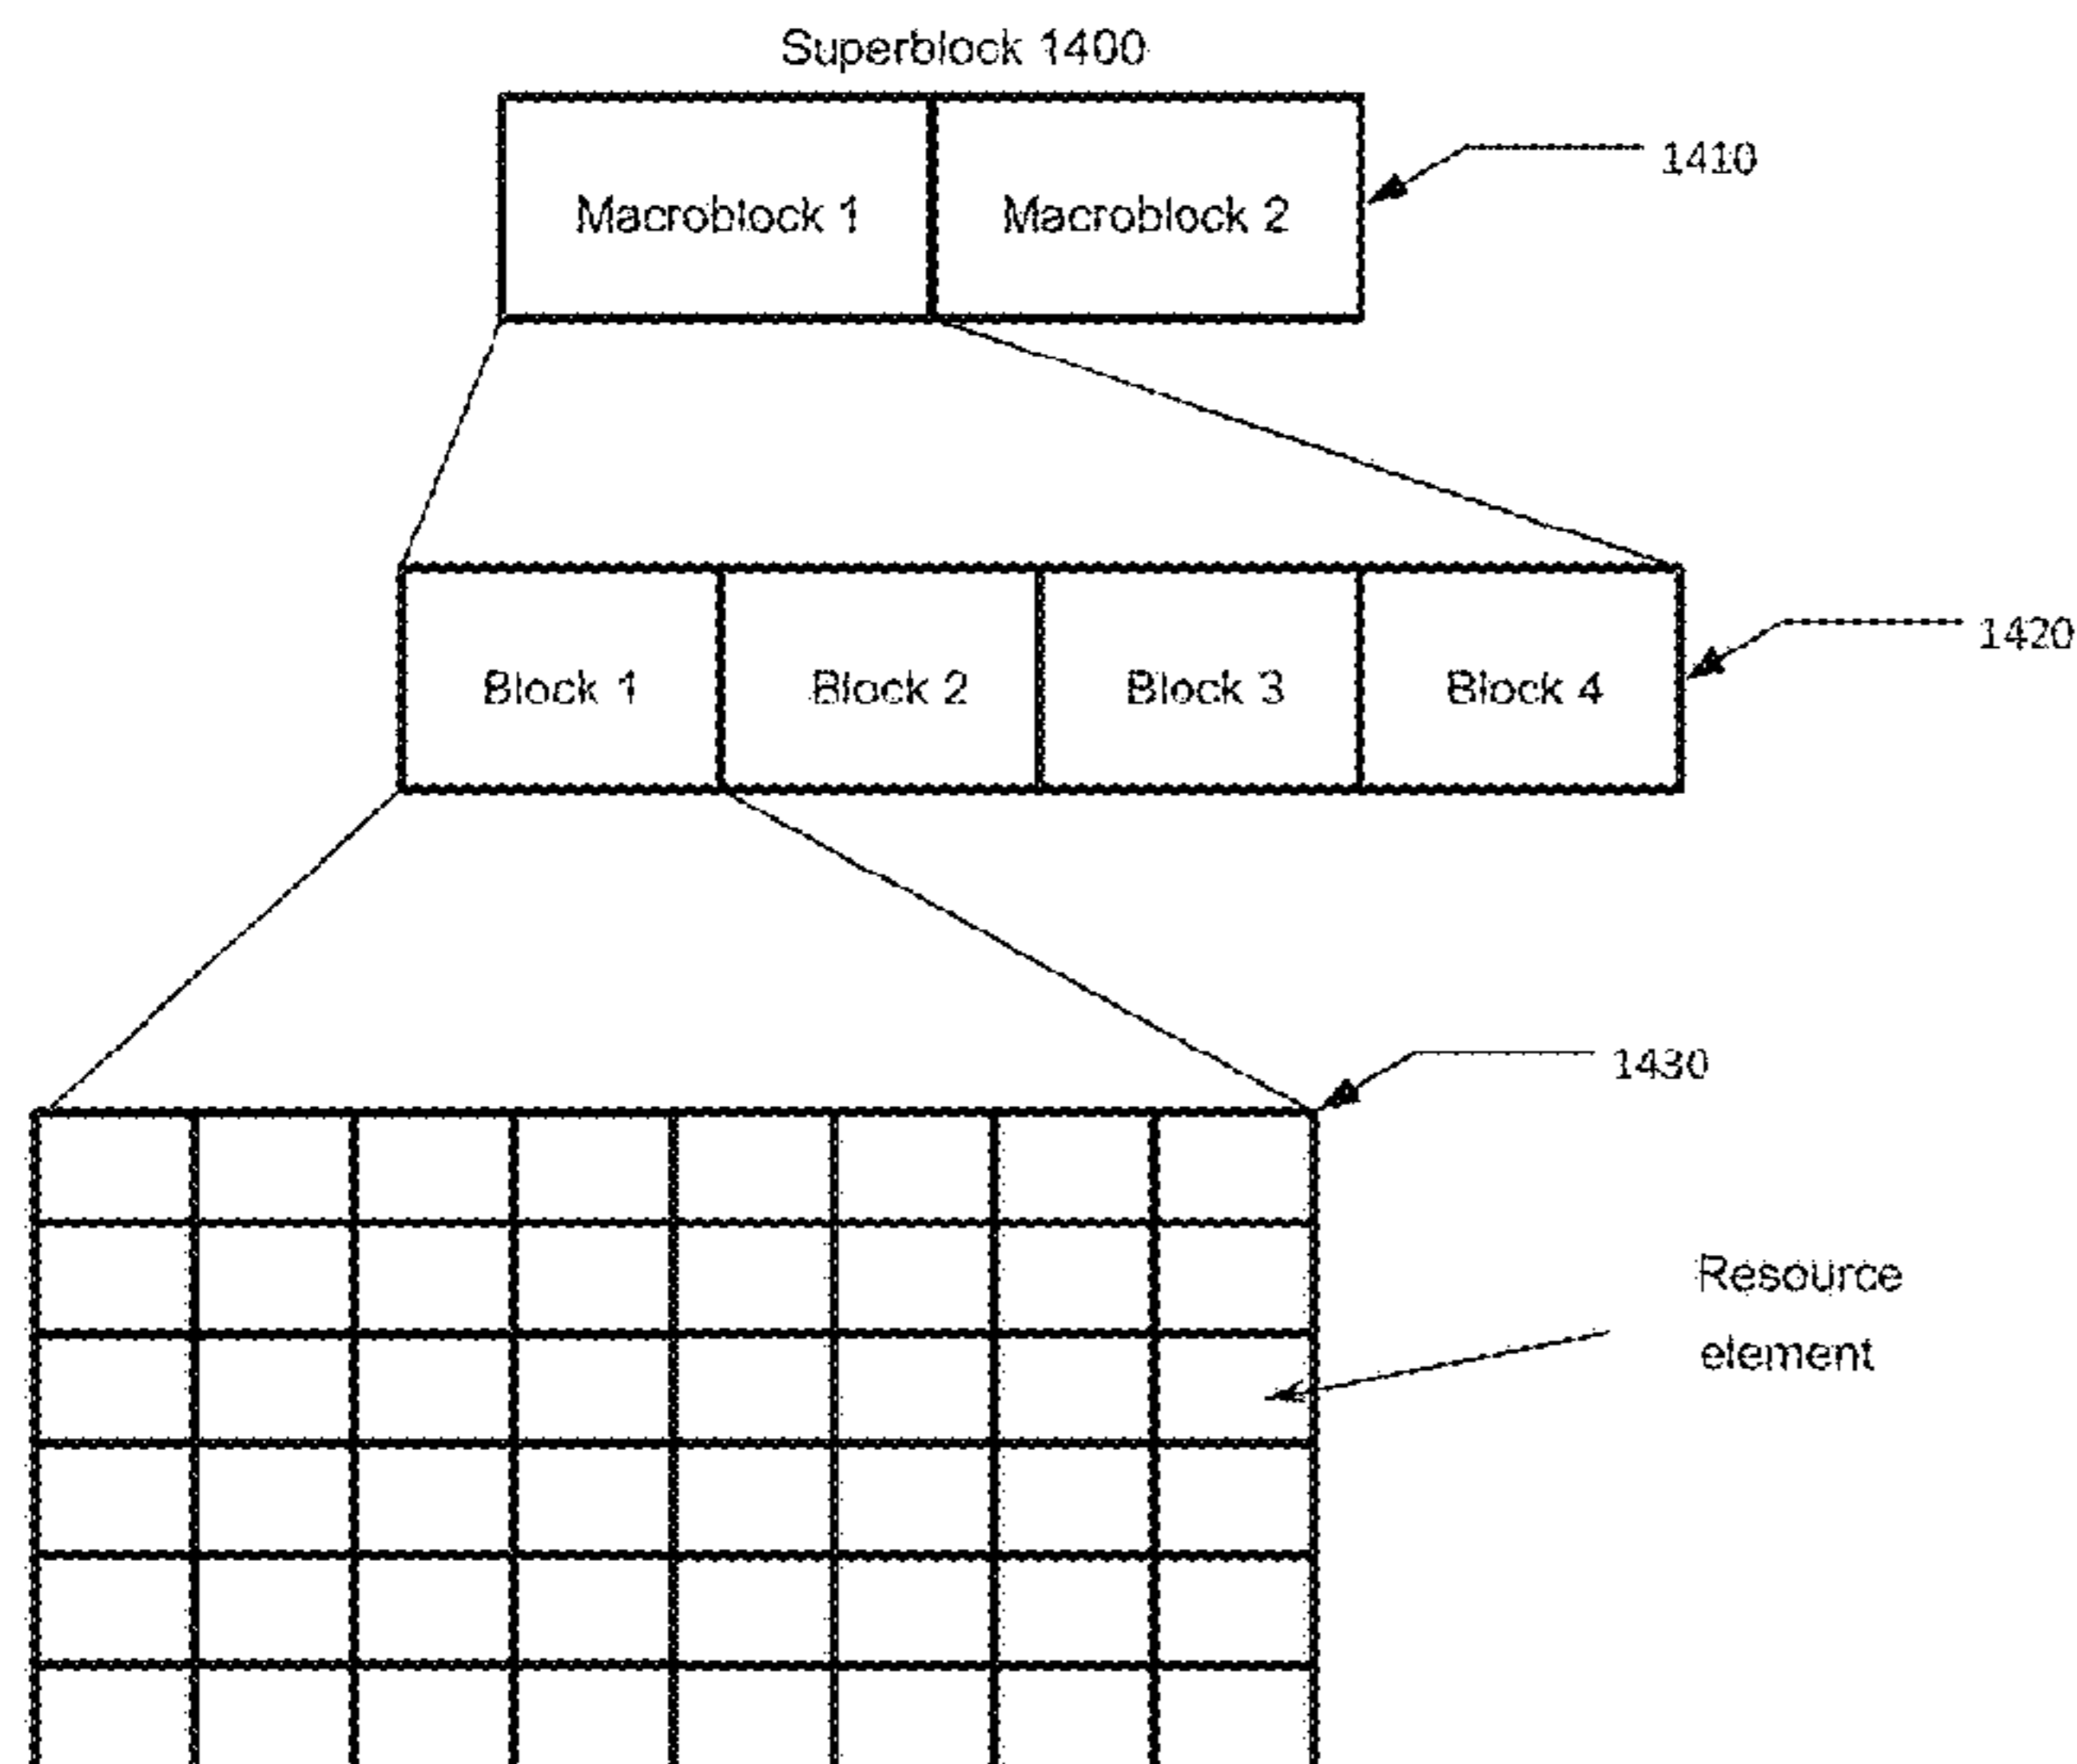 Superblock 1400
Macroblock 1
Macroblock 2
1410
Block 1
Block 2
Block 3
Block 4
1420
1430
Resource
element